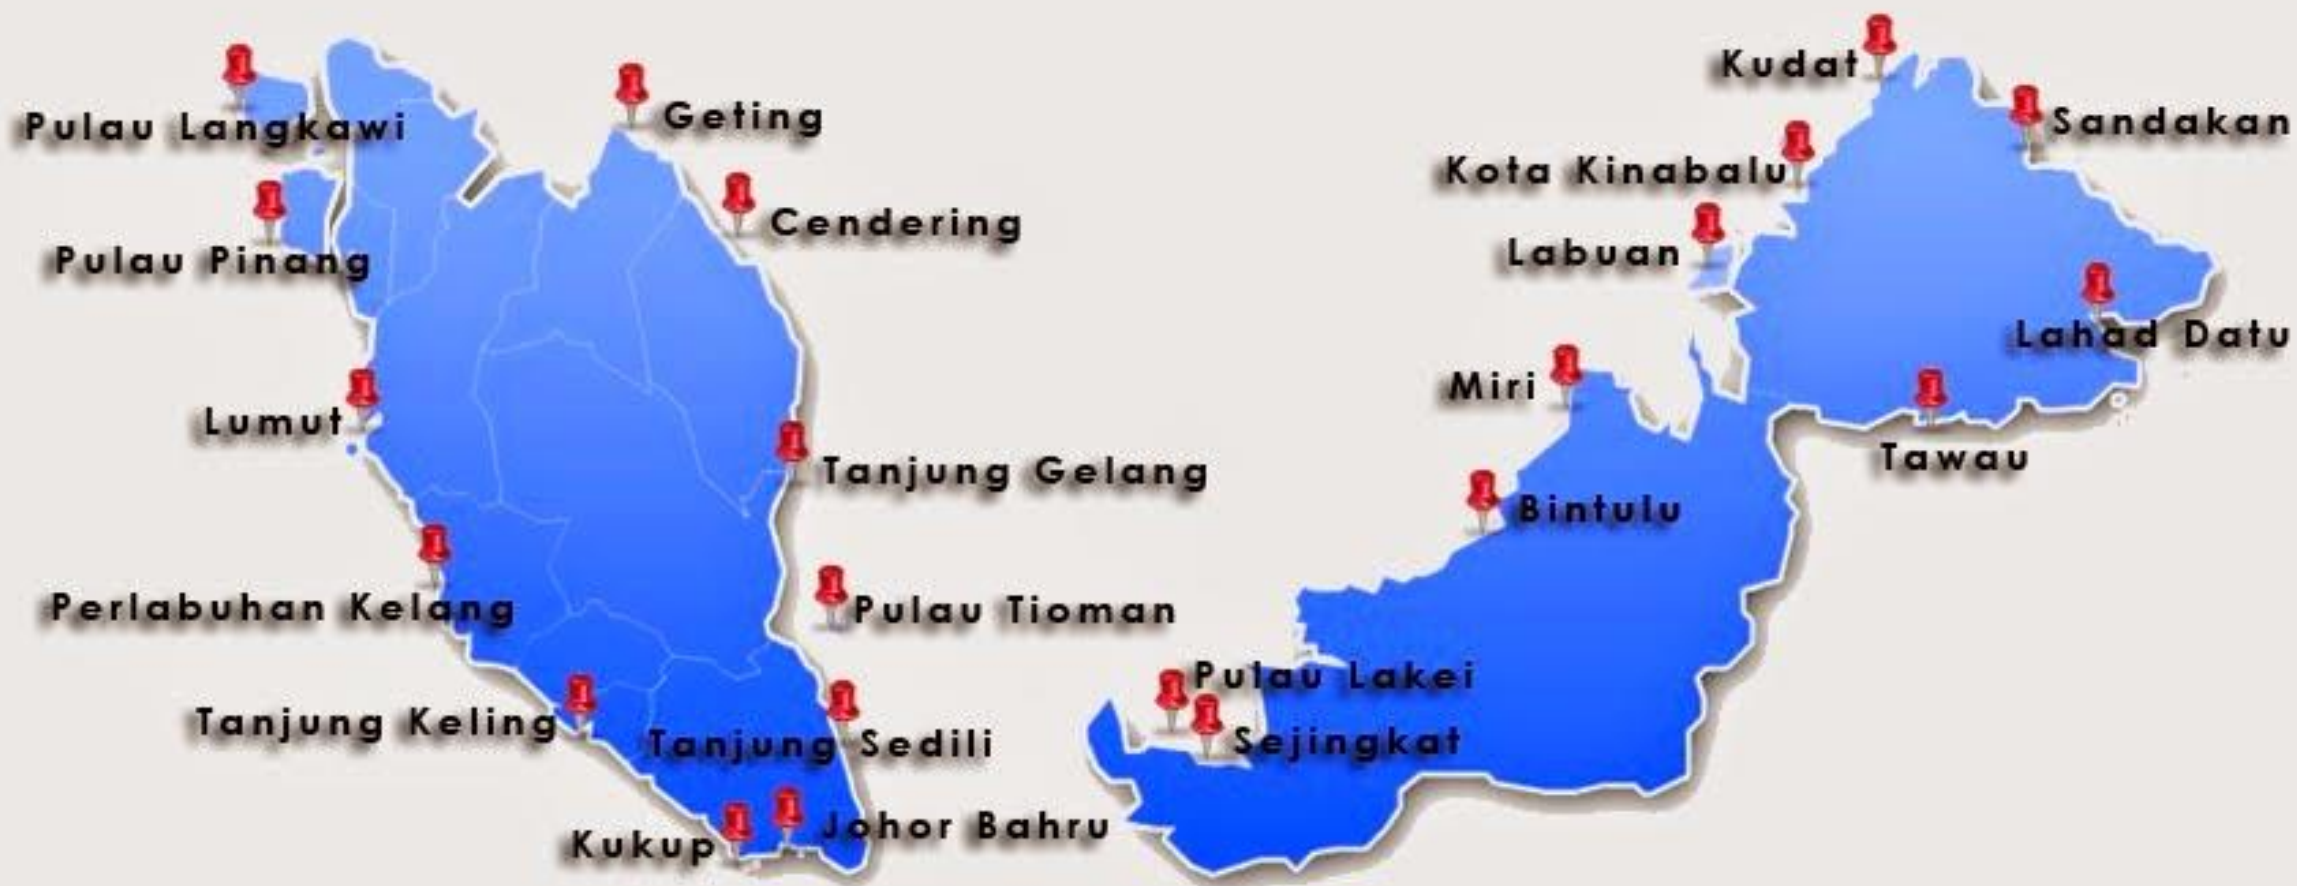 Pulau Langkawi
Geting
Pulau Pinang
Cendering
Lumut
Tanjung Gelang
Perlabuhan Kelang
Pulau Tioman
Tanjung Keling
Tanjung Sedili
Kukup
Johor Bahru
Kudat
Sandakan
Kota Kinabalu
Labuan
Lahad Datu
Miri
Tawau
Bintulu
Pulau Lakei
Sejingkat